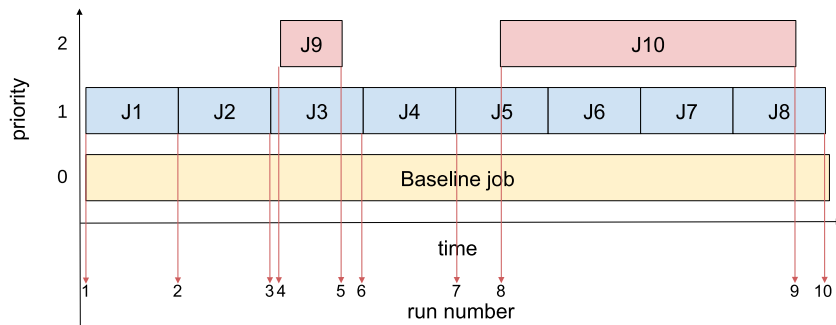 2
J9
J10
priority
1
J1 J2 J3 J4 J5 J6 J7 J8
0
Baseline job
time
1 2 3 4 5 6 7 8 9 10
run number